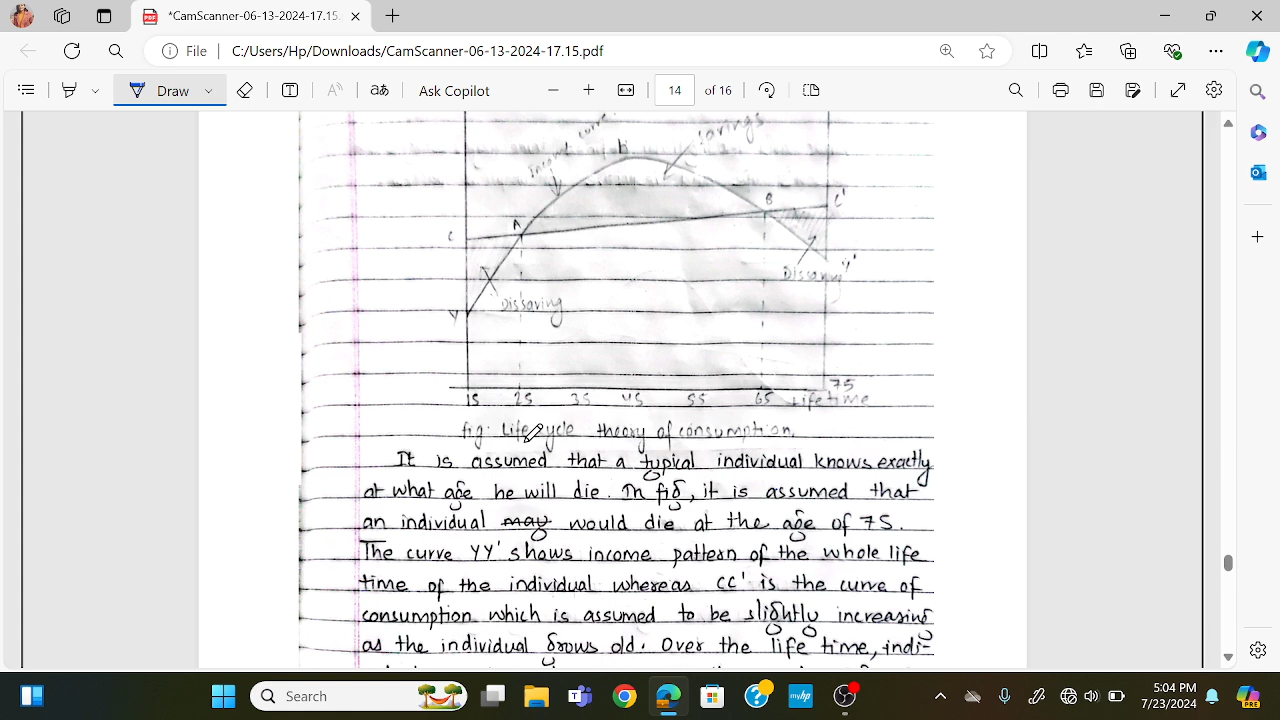 *CamScanner-06-13-2024-17.15.
File C:/Users/Hp/Downloads/CamScanner-06-13-2024-17.15.pdf
Draw Ask Copilot 14 of 16
Income curve
Savings
A B C'
C
Dissaving
Dissaving Y'
Y
15 25 35 45 55 65 75
Lifetime
fig: Life cycle theory of consumption.
It is assumed that a typical individual knows exactly
at what age he will die. In fig, it is assumed that
an individual may would die at the age of 75.
The curve YY' shows income pattern of the whole life
time of the individual whereas CC' is the curve of
consumption which is assumed to be slightly increasing
as the individual grows old. Over the life time, indi-
Search
5:04 PM
7/23/2024